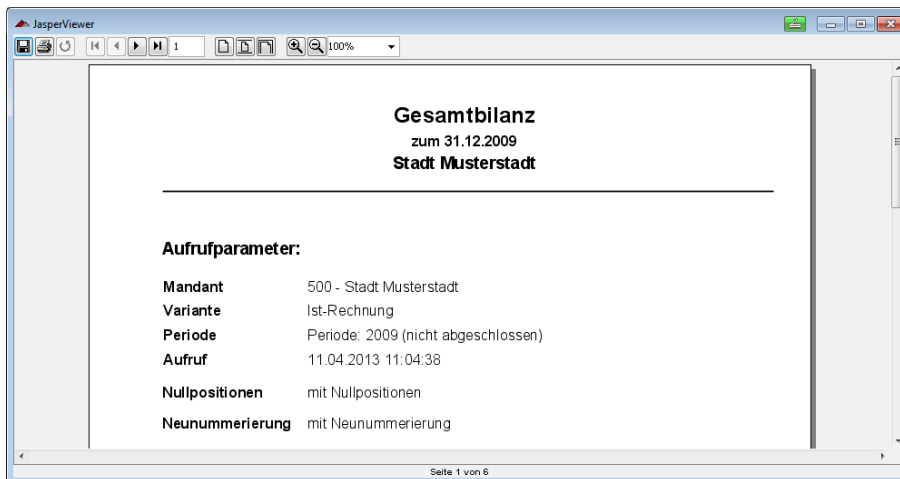 JasperViewer
1
100%
Gesamtbilanz
zum 31.12.2009
Stadt Musterstadt
Aufrufparameter:
Mandant 500 - Stadt Musterstadt
Variante Ist-Rechnung
Periode Periode: 2009 (nicht abgeschlossen)
Aufruf 11.04.2013 11:04:38
Nullpositionen mit Nullpositionen
Neunummerierung mit Neunummerierung
Seite 1 von 6